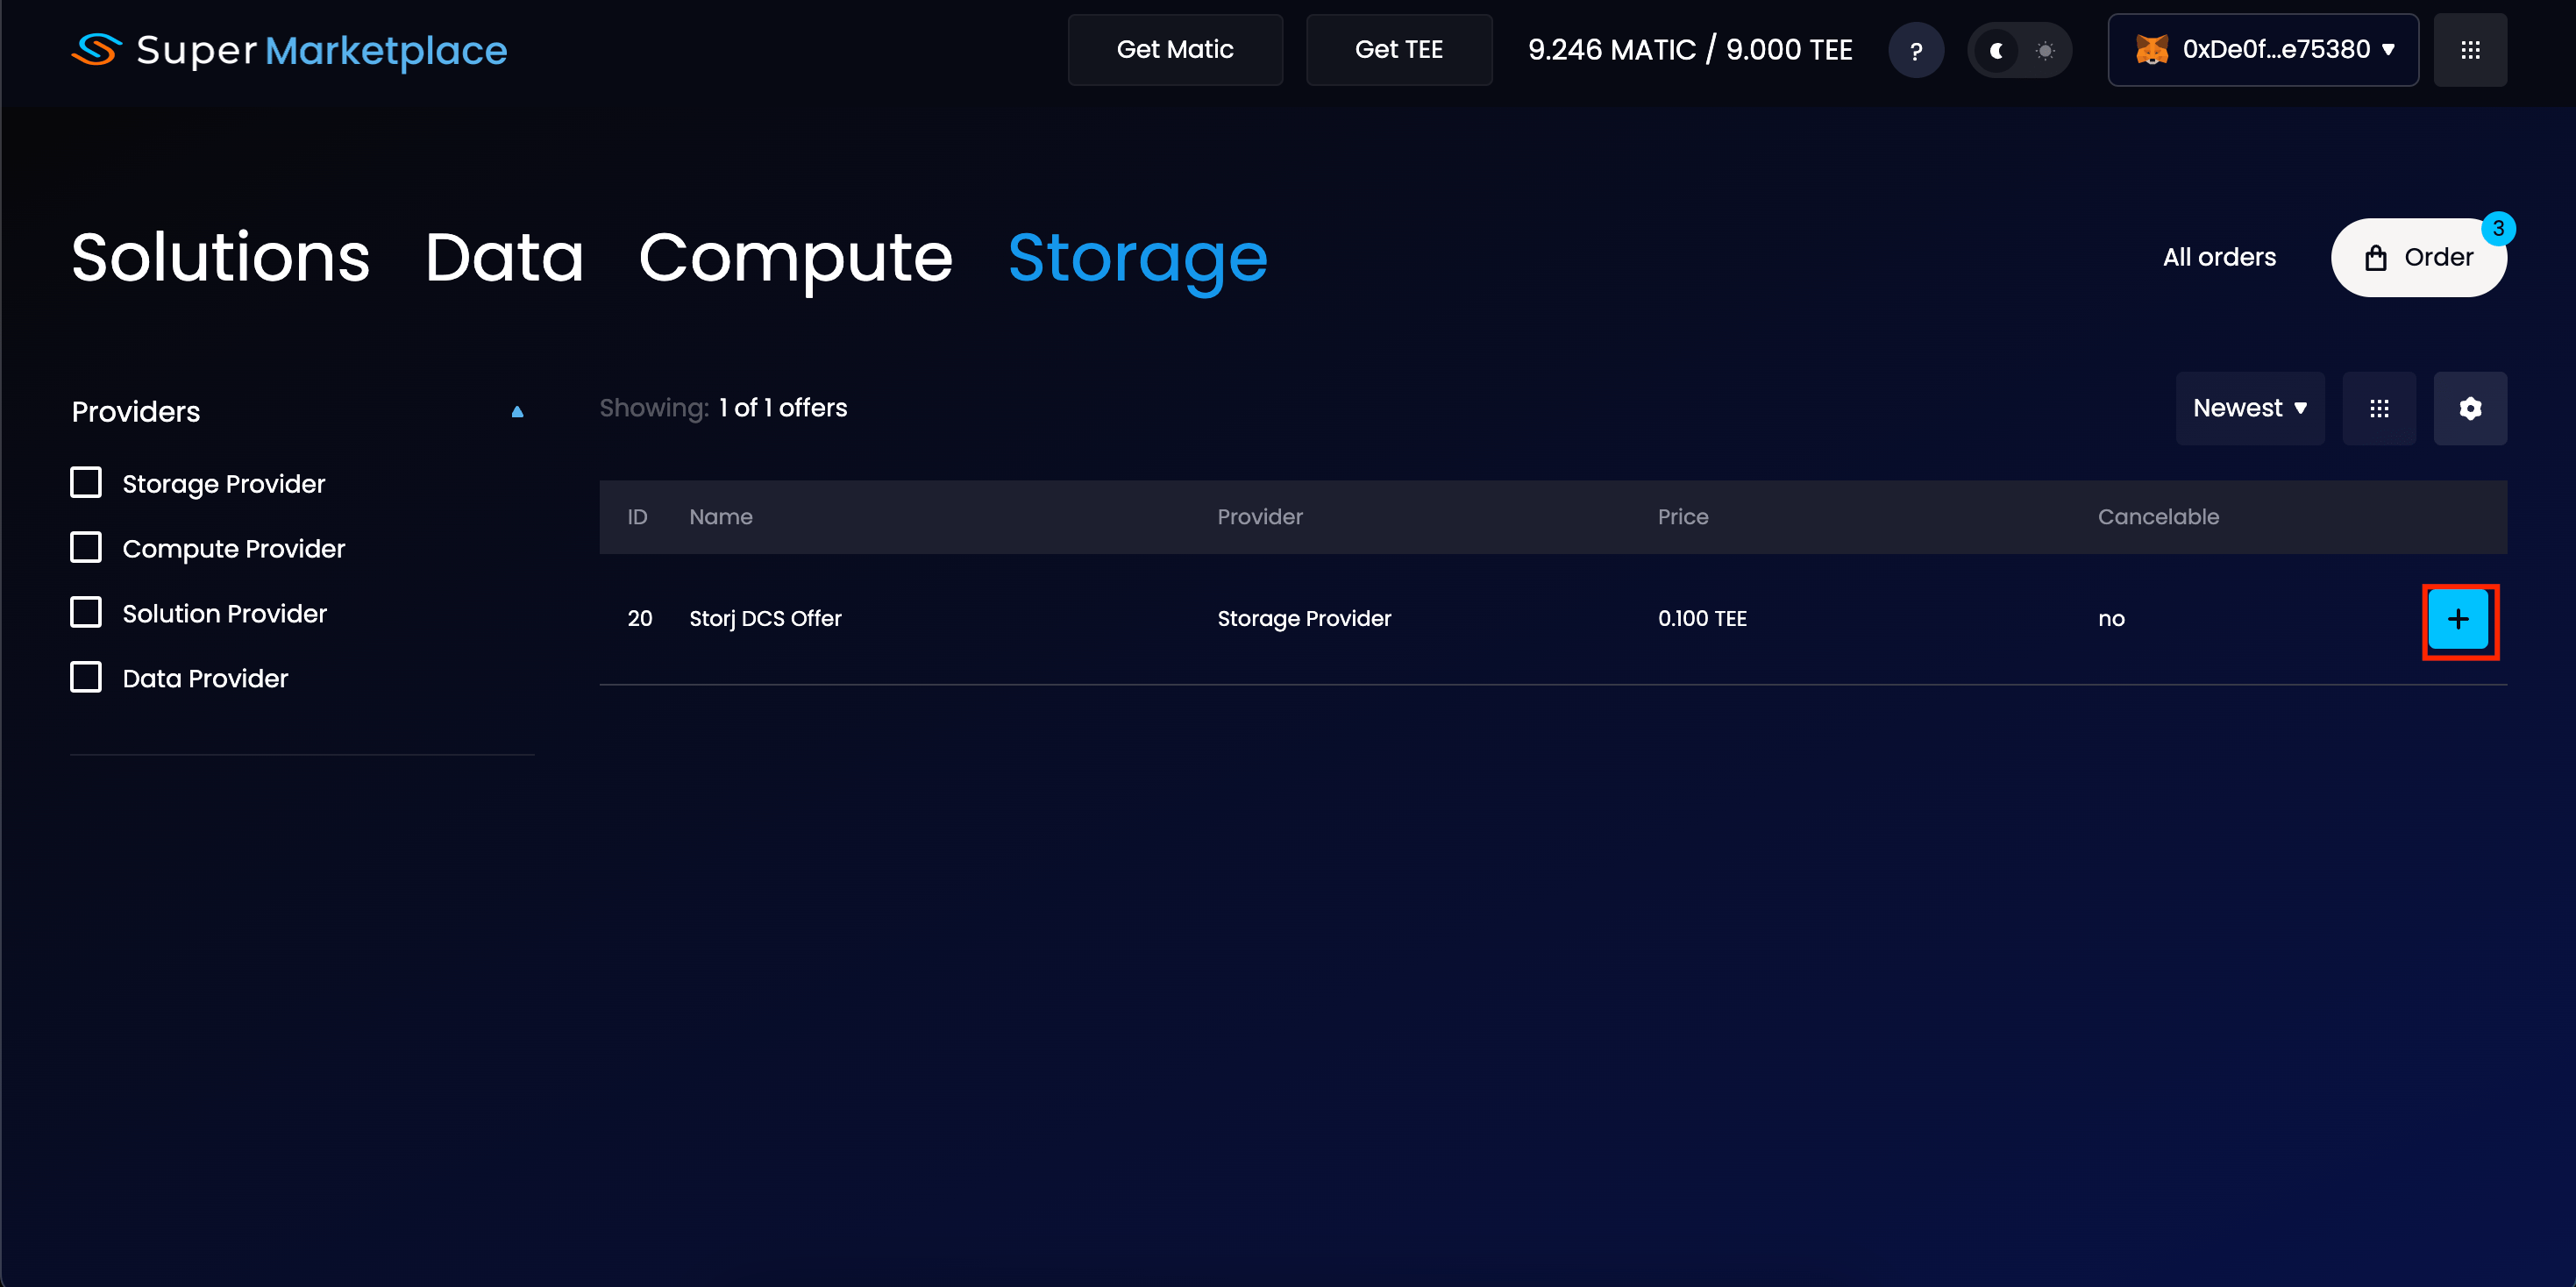 Super Marketplace
Get Matic
Get TEE
9.246 MATIC / 9.000 TEE
?
0xDe0f...e75380
Solutions
Data
Compute
Storage
All orders
Order
3
Providers
Storage Provider
Compute Provider
Solution Provider
Data Provider
Showing: 1 of 1 offers
Newest
ID Name Provider Price Cancelable
20 Storj DCS Offer Storage Provider 0.100 TEE no
+